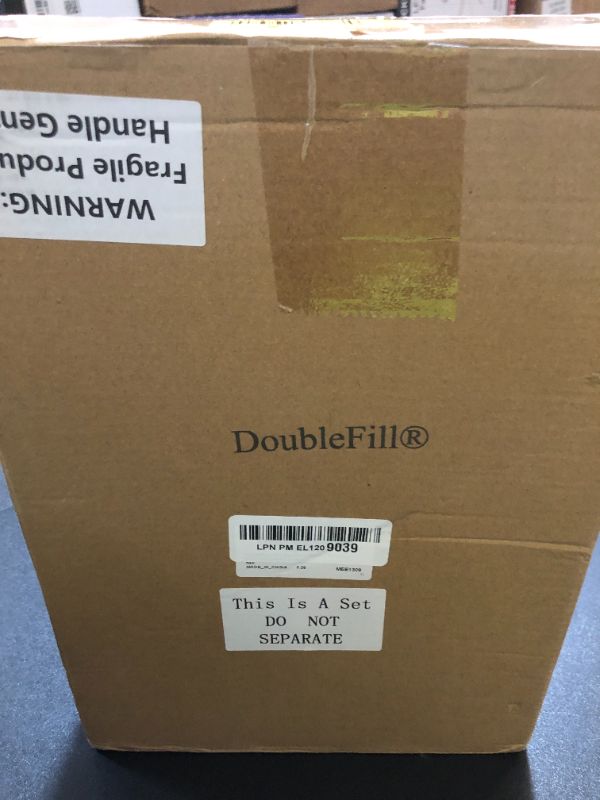 WARNING:
Fragile Produ
Handle Gen
DoubleFill®
LPN PM EL1209039
This Is A Set
DO NOT
SEPARATE